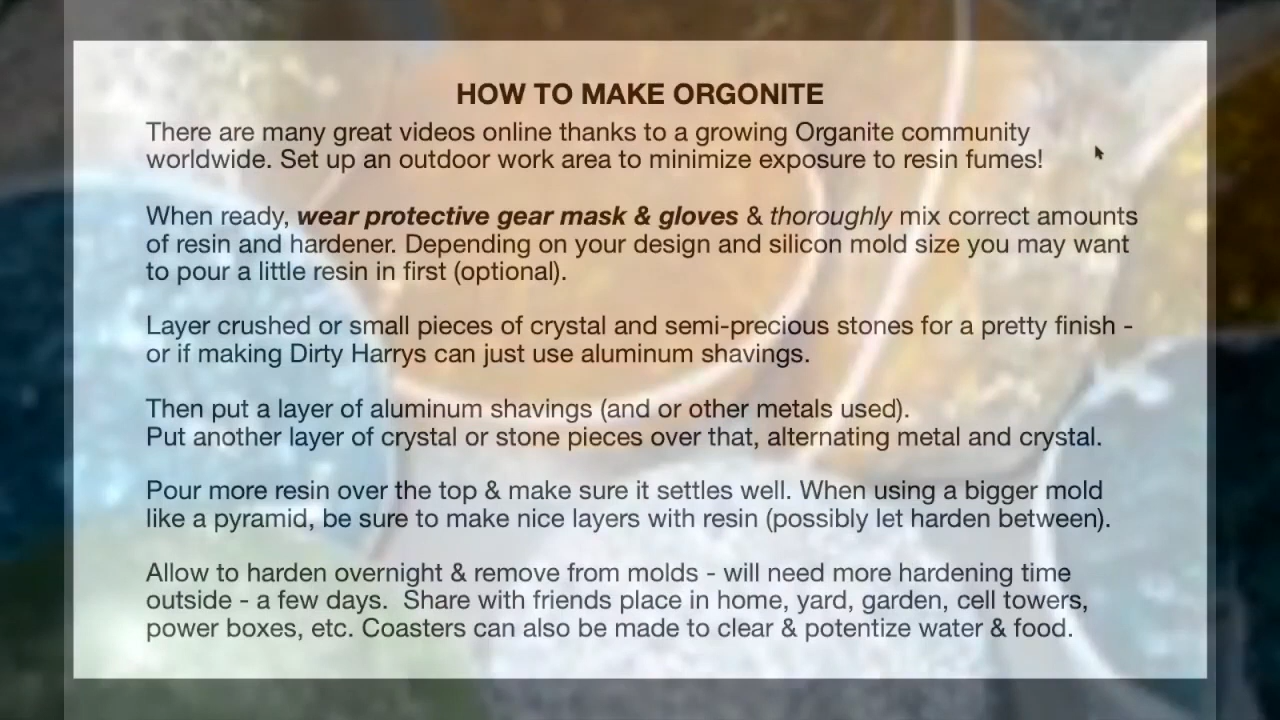 HOW TO MAKE ORGONITE
There are many great videos online thanks to a growing Organite community
worldwide. Set up an outdoor work area to minimize exposure to resin fumes!
When ready, wear protective gear mask & gloves & thoroughly mix correct amounts
of resin and hardener. Depending on your design and silicon mold size you may want
to pour a little resin in first (optional).
Layer crushed or small pieces of crystal and semi-precious stones for a pretty finish -
or if making Dirty Harrys can just use aluminum shavings.
Then put a layer of aluminum shavings (and or other metals used).
Put another layer of crystal or stone pieces over that, alternating metal and crystal.
Pour more resin over the top & make sure it settles well. When using a bigger mold
like a pyramid, be sure to make nice layers with resin (possibly let harden between).
Allow to harden overnight & remove from molds - will need more hardening time
outside - a few days.  Share with friends place in home, yard, garden, cell towers,
power boxes, etc. Coasters can also be made to clear & potentize water & food.